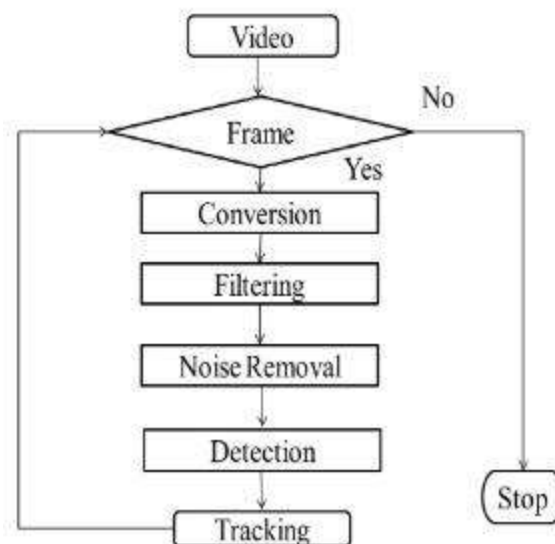 Video
No
Frame
Yes
Conversion
Filtering
Noise Removal
Detection
Stop
Tracking